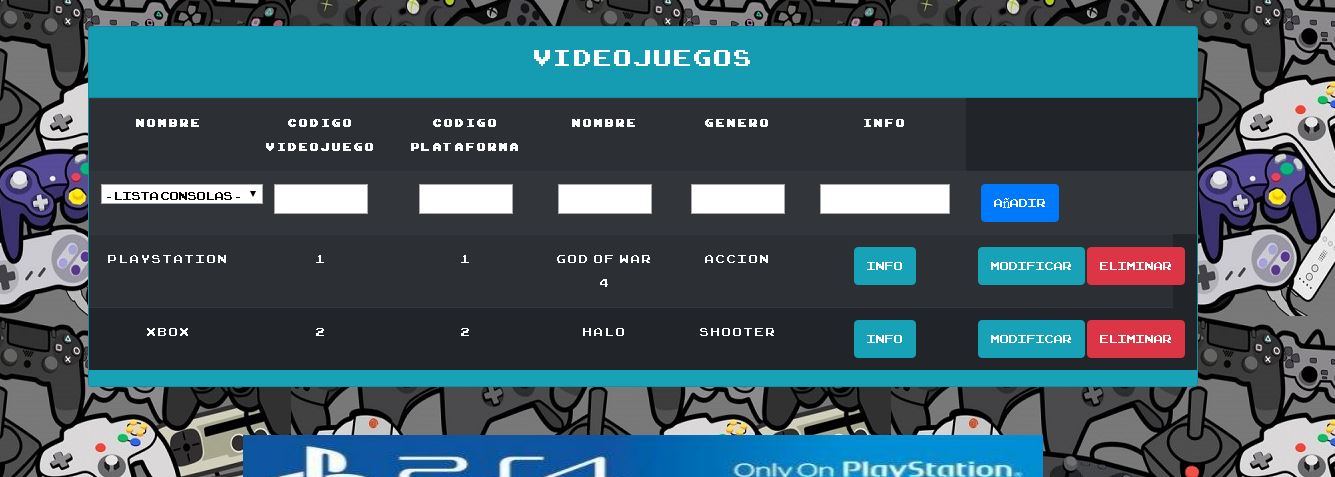 VIDEOJUEGOS
NOMBRE CODIGO CODIGO NOMBRE GENERO INFO
VIDEOJUEGO PLATAFORMA
- LISTA CONSOLAS - AÑADIR
PLAYSTATION 1 1 GOD OF WAR ACCION INFO MODIFICAR ELIMINAR
4
XBOX 2 2 HALO SHOOTER INFO MODIFICAR ELIMINAR
PS4 Only On PlayStation